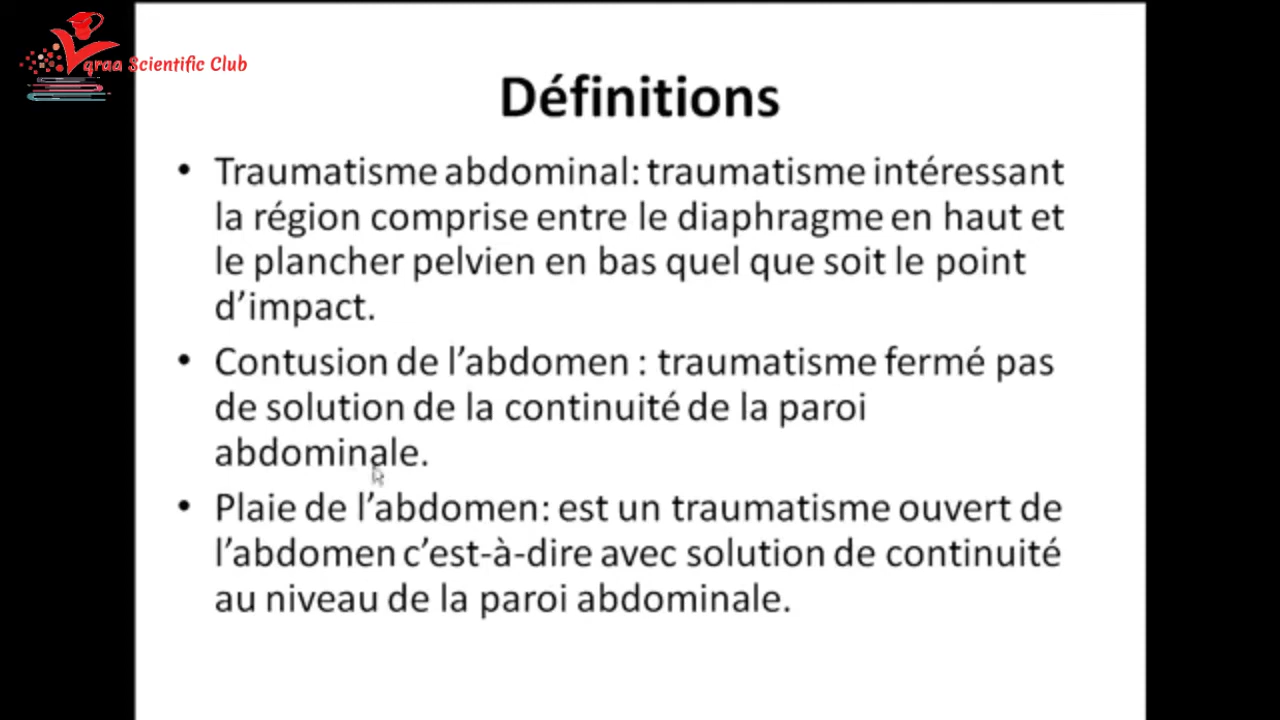 qraa Scientific Club
Définitions
• Traumatisme abdominal: traumatisme intéressant
la région comprise entre le diaphragme en haut et
le plancher pelvien en bas quel que soit le point
d’impact.
• Contusion de l’abdomen : traumatisme fermé pas
de solution de la continuité de la paroi
abdominale.
• Plaie de l’abdomen: est un traumatisme ouvert de
l’abdomen c’est-à-dire avec solution de continuité
au niveau de la paroi abdominale.